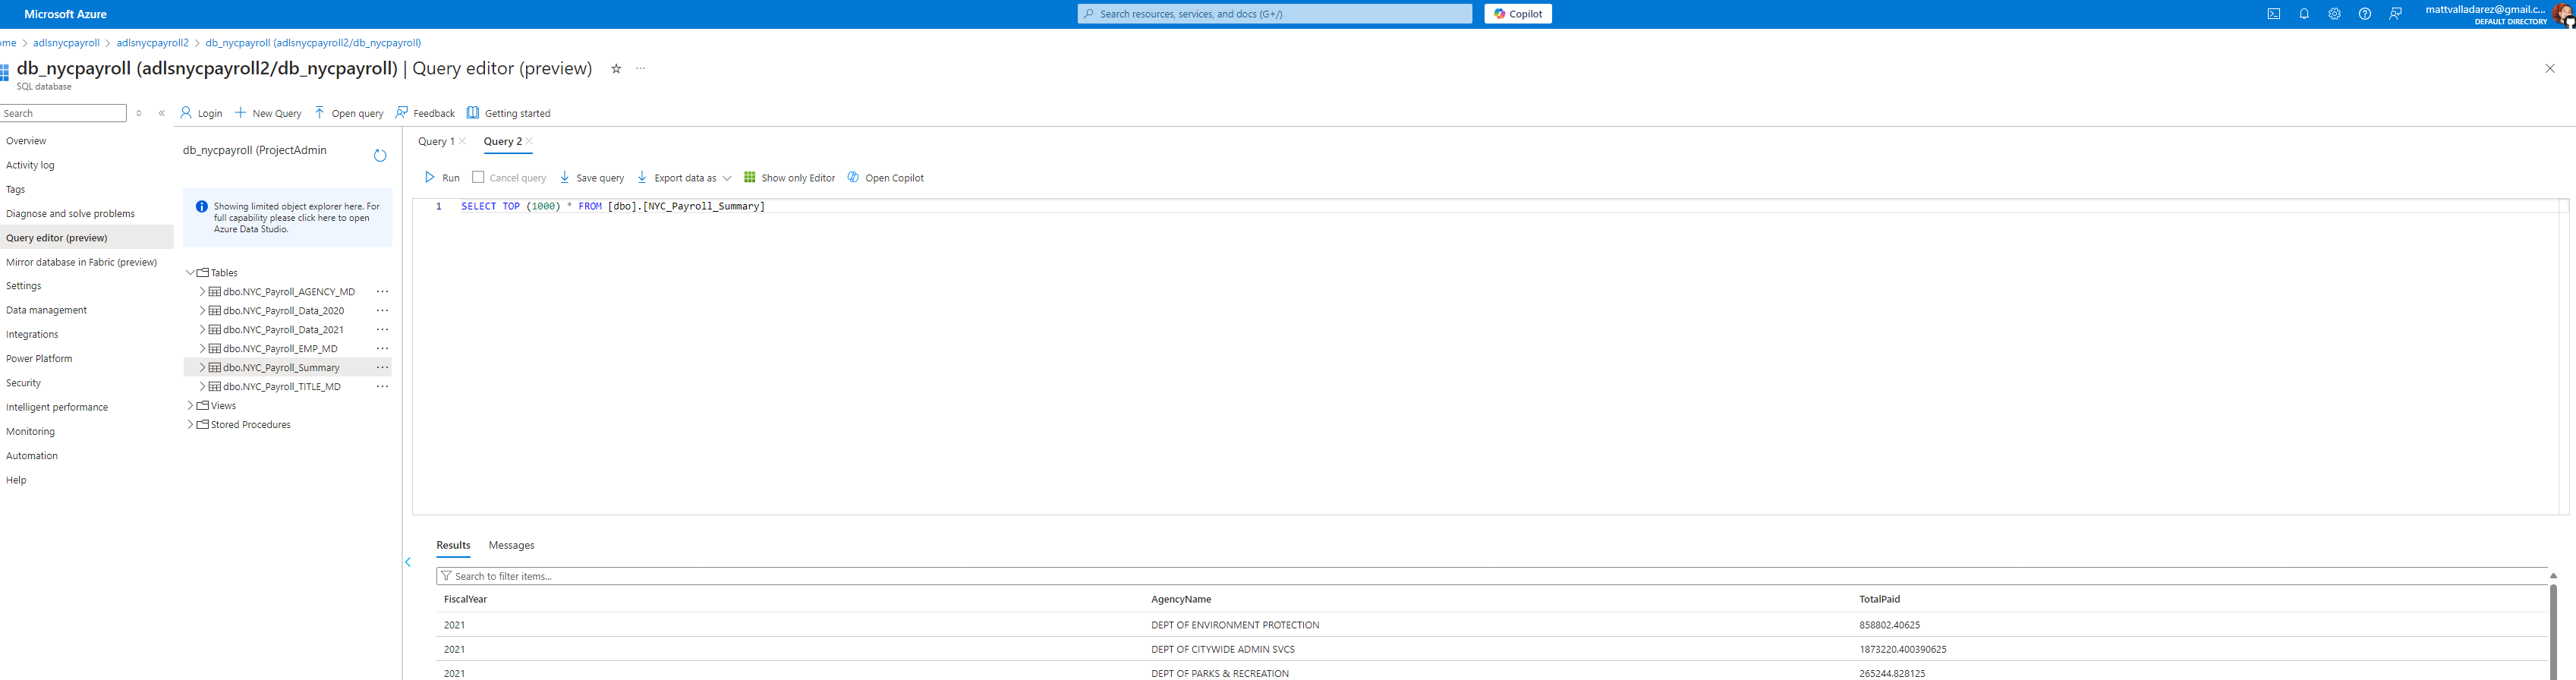 Microsoft Azure
Search resources, services, and docs (G+/)
Copilot
mattvalladarez@gmail.c...
DEFAULT DIRECTORY
ome > adlsnycpayroll > adlsnycpayroll2 > db_nycpayroll (adlsnycpayroll2/db_nycpayroll)
db_nycpayroll (adlsnycpayroll2/db_nycpayroll) | Query editor (preview)
SQL database
Search
Login
New Query
Open query
Feedback
Getting started
Overview
Activity log
Tags
Diagnose and solve problems
Query editor (preview)
Mirror database in Fabric (preview)
Settings
Data management
Integrations
Power Platform
Security
Intelligent performance
Monitoring
Automation
Help
db_nycpayroll (ProjectAdmin
Showing limited object explorer here. For
full capability please click here to open
Azure Data Studio.
Tables
dbo.NYC_Payroll_AGENCY_MD
dbo.NYC_Payroll_Data_2020
dbo.NYC_Payroll_Data_2021
dbo.NYC_Payroll_EMP_MD
dbo.NYC_Payroll_Summary
dbo.NYC_Payroll_TITLE_MD
Views
Stored Procedures
Query 1
Query 2
Run
Cancel query
Save query
Export data as
Show only Editor
Open Copilot
1 SELECT TOP (1000) * FROM [dbo].[NYC_Payroll_Summary]
Results
Messages
Search to filter items...
FiscalYear AgencyName TotalPaid
2021 DEPT OF ENVIRONMENT PROTECTION 858802.40625
2021 DEPT OF CITYWIDE ADMIN SVCS 1873220.400390625
2021 DEPT OF PARKS & RECREATION 265244.828125